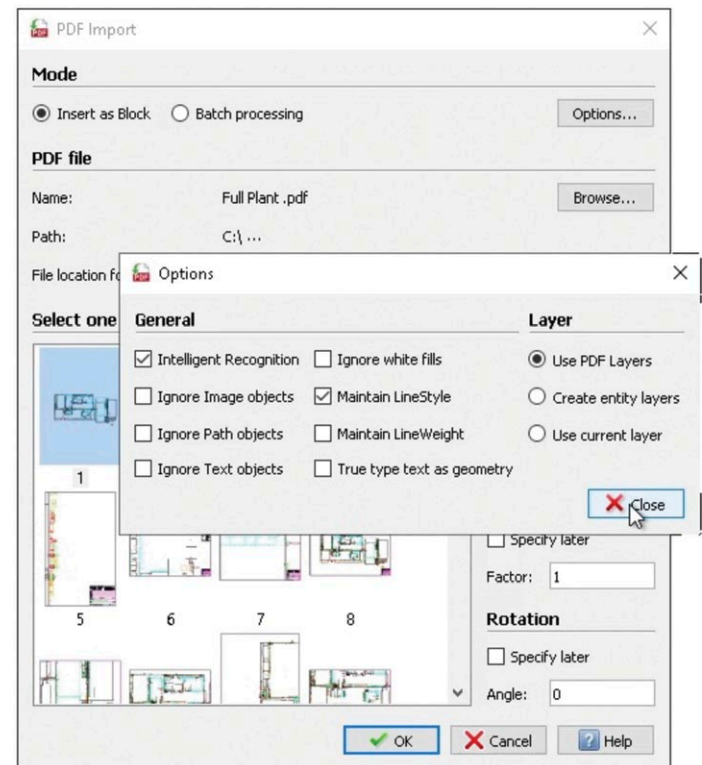 PDF Import
Mode
Insert as Block Batch processing Options...
PDF file
Name: Full Plant .pdf Browse...
Path: C:\ ...
File location fo
Options
Select one
General Layer
Intelligent Recognition Ignore white fills Use PDF Layers
Ignore Image objects Maintain LineStyle Create entity layers
Ignore Path objects Maintain LineWeight Use current layer
Ignore Text objects True type text as geometry
1
Close
Specify later
Factor: 1
5 6 7 8
Rotation
Specify later
Angle: 0
OK Cancel Help